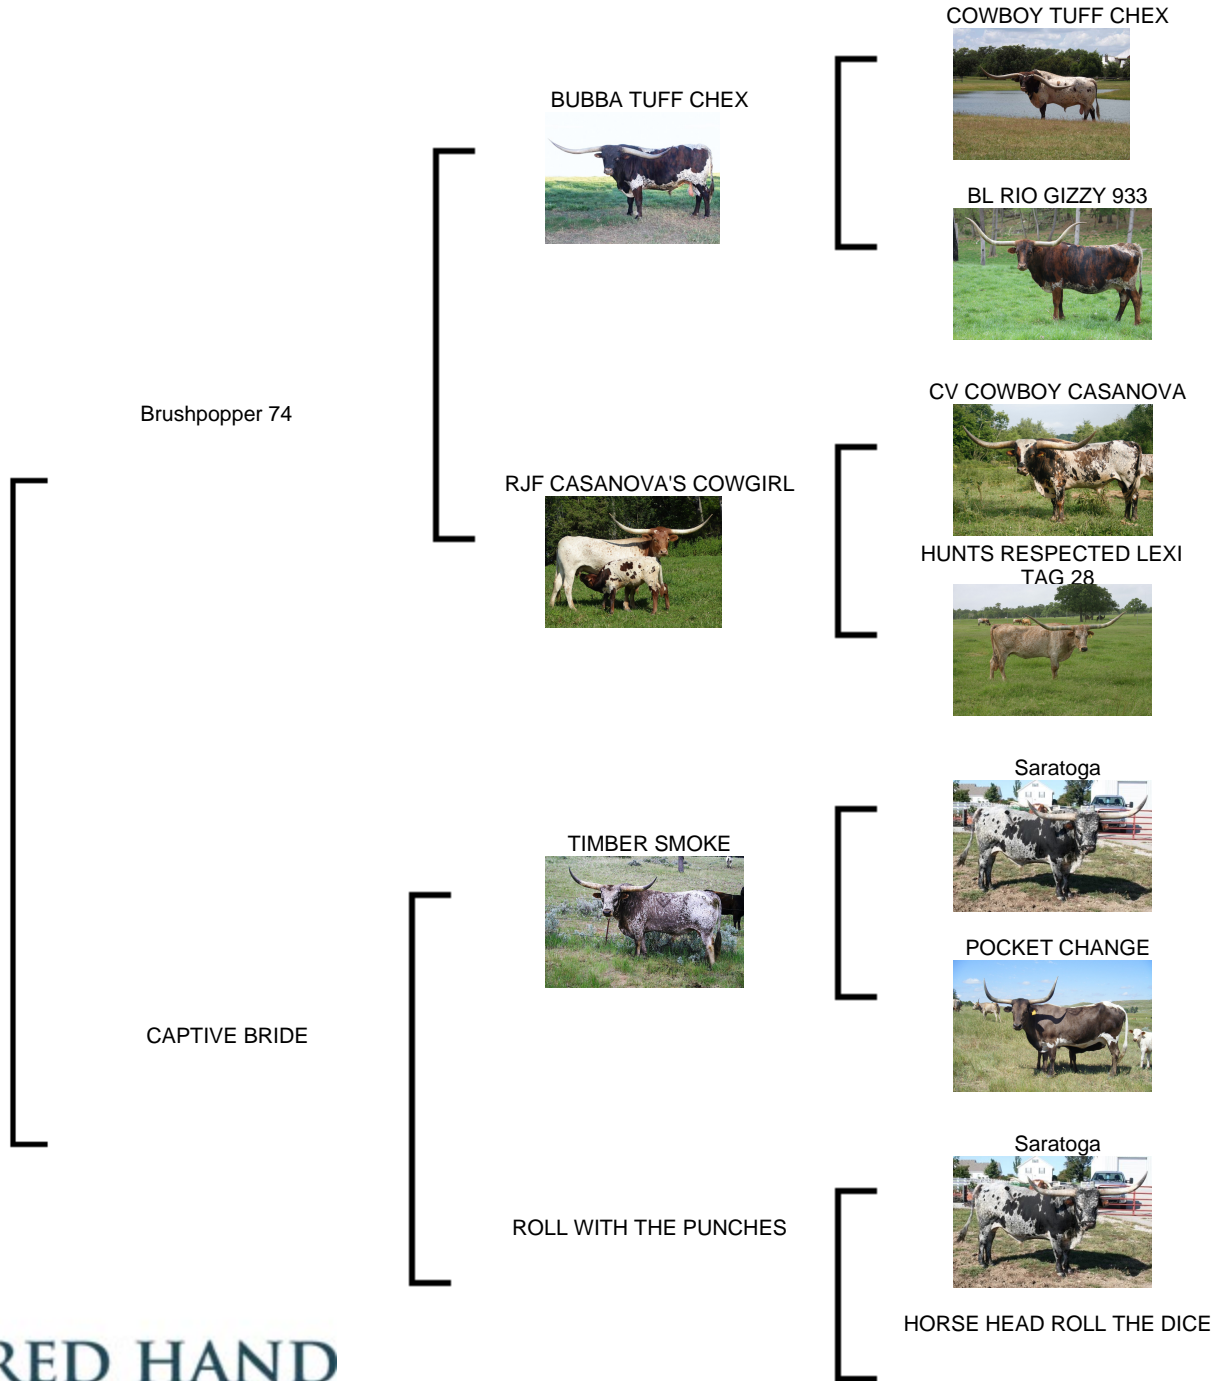 COWBOY TUFF CHEX
BUBBA TUFF CHEX
BL RIO GIZZY 933
Brushpopper 74
CV COWBOY CASANOVA
RJF CASANOVA'S COWGIRL
HUNTS RESPECTED LEXI
TAG 28
Saratoga
TIMBER SMOKE
POCKET CHANGE
CAPTIVE BRIDE
Saratoga
ROLL WITH THE PUNCHES
HORSE HEAD ROLL THE DICE
RED HAND